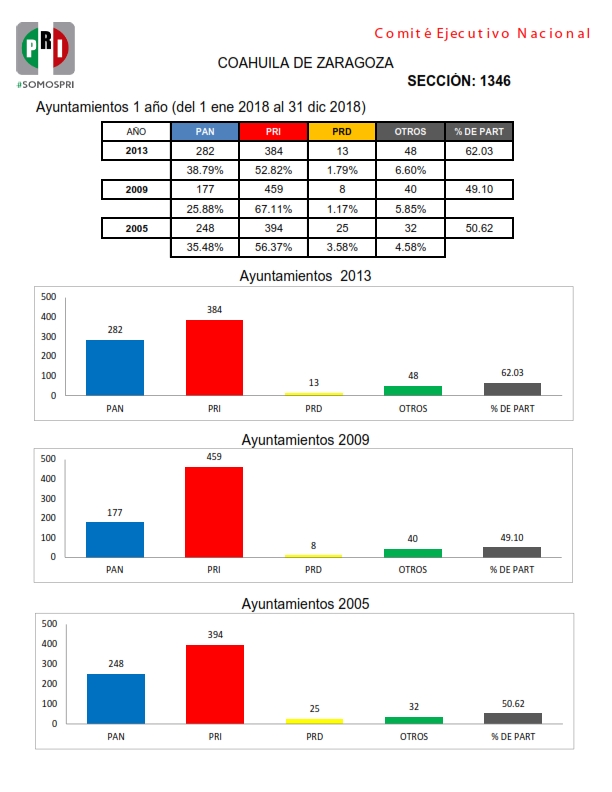 Comité Ejecutivo Nacional
PRI
#SOMOSPRI
COAHUILA DE ZARAGOZA
SECCIÓN: 1346
Ayuntamientos 1 año (del 1 ene 2018 al 31 dic 2018)
AÑO PAN PRI PRD OTROS % DE PART
2013 282 384 13 48 62.03
38.79% 52.82% 1.79% 6.60%
2009 177 459 8 40 49.10
25.88% 67.11% 1.17% 5.85%
2005 248 394 25 32 50.62
35.48% 56.37% 3.58% 4.58%
Ayuntamientos 2013
500
400
300
200
100
0
282 384 13 48 62.03
PAN PRI PRD OTROS % DE PART
Ayuntamientos 2009
500
400
300
200
100
0
177 459 8 40 49.10
PAN PRI PRD OTROS % DE PART
Ayuntamientos 2005
500
400
300
200
100
0
248 394 25 32 50.62
PAN PRI PRD OTROS % DE PART